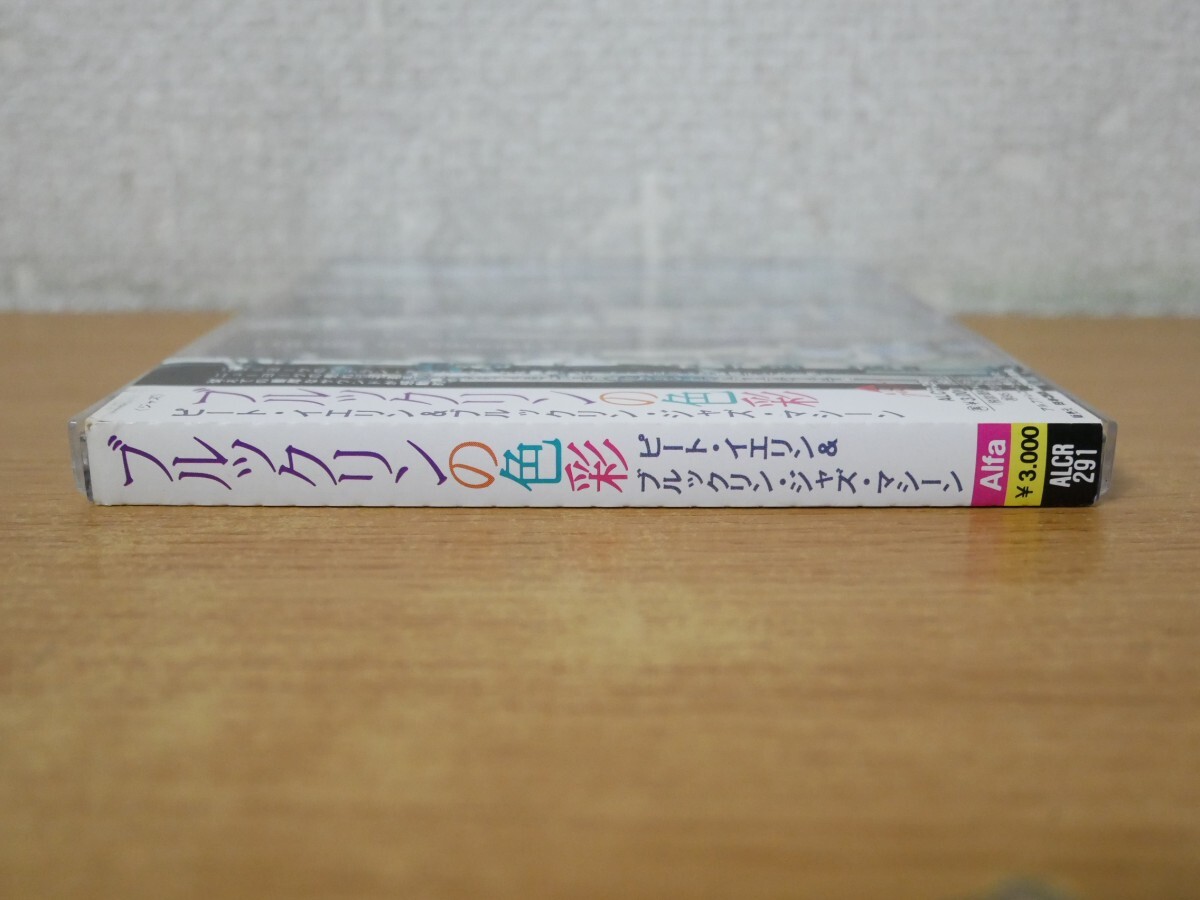 (ジャズ)
ブルックリンの色彩
ピート・イエリン&ブルックリン・ジャズ・マシーン
ブルックリンの色彩
ピート・イエリン&
ブルックリン・ジャズ・マシーン
Alfa
¥3.000
ALCR
291